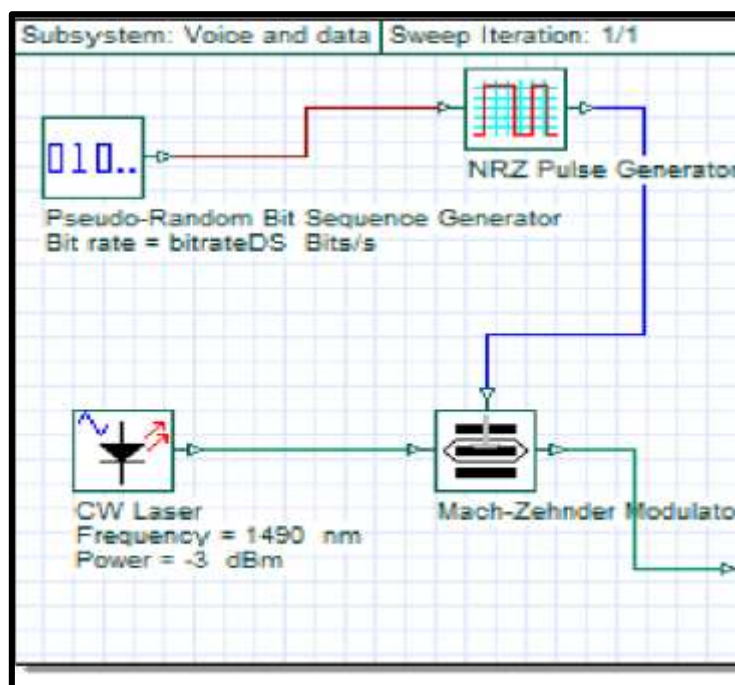 Subsystem: Voice and data Sweep Iteration: 1/1
010..
NRZ Pulse Generator
Pseudo-Random Bit Sequence Generator
Bit rate = bitrateDS Bits/s
CW Laser
Frequency = 1490 nm
Power = -3 dBm
Mach-Zehnder Modulato